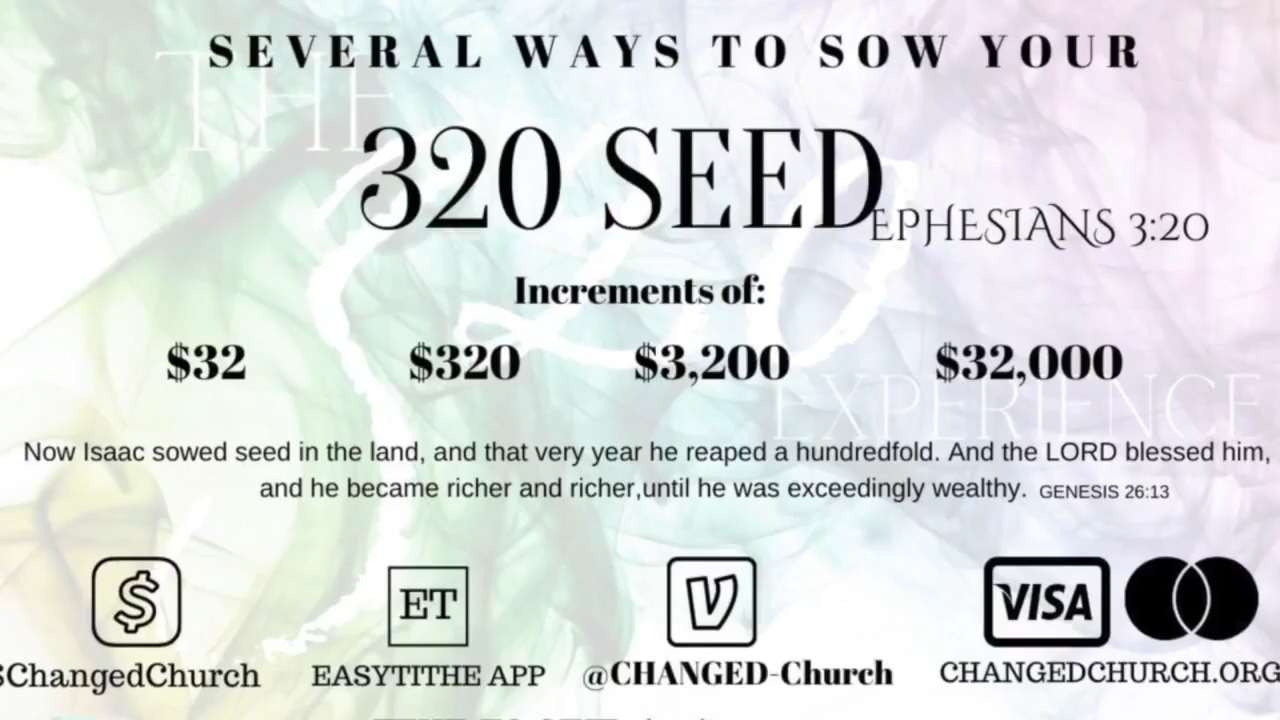 SEVERAL WAYS TO SOW YOUR
THE
320 SEED
EPHESIANS 3:20
320
Increments of:
$32 $320 $3,200 $32,000
EXPERIENCE
Now Isaac sowed seed in the land, and that very year he reaped a hundredfold. And the LORD blessed him,
and he became richer and richer,until he was exceedingly wealthy. GENESIS 26:13
$ ET V VISA
$ChangedChurch EASYTITHE APP @CHANGED-Church CHANGEDCHURCH.ORG